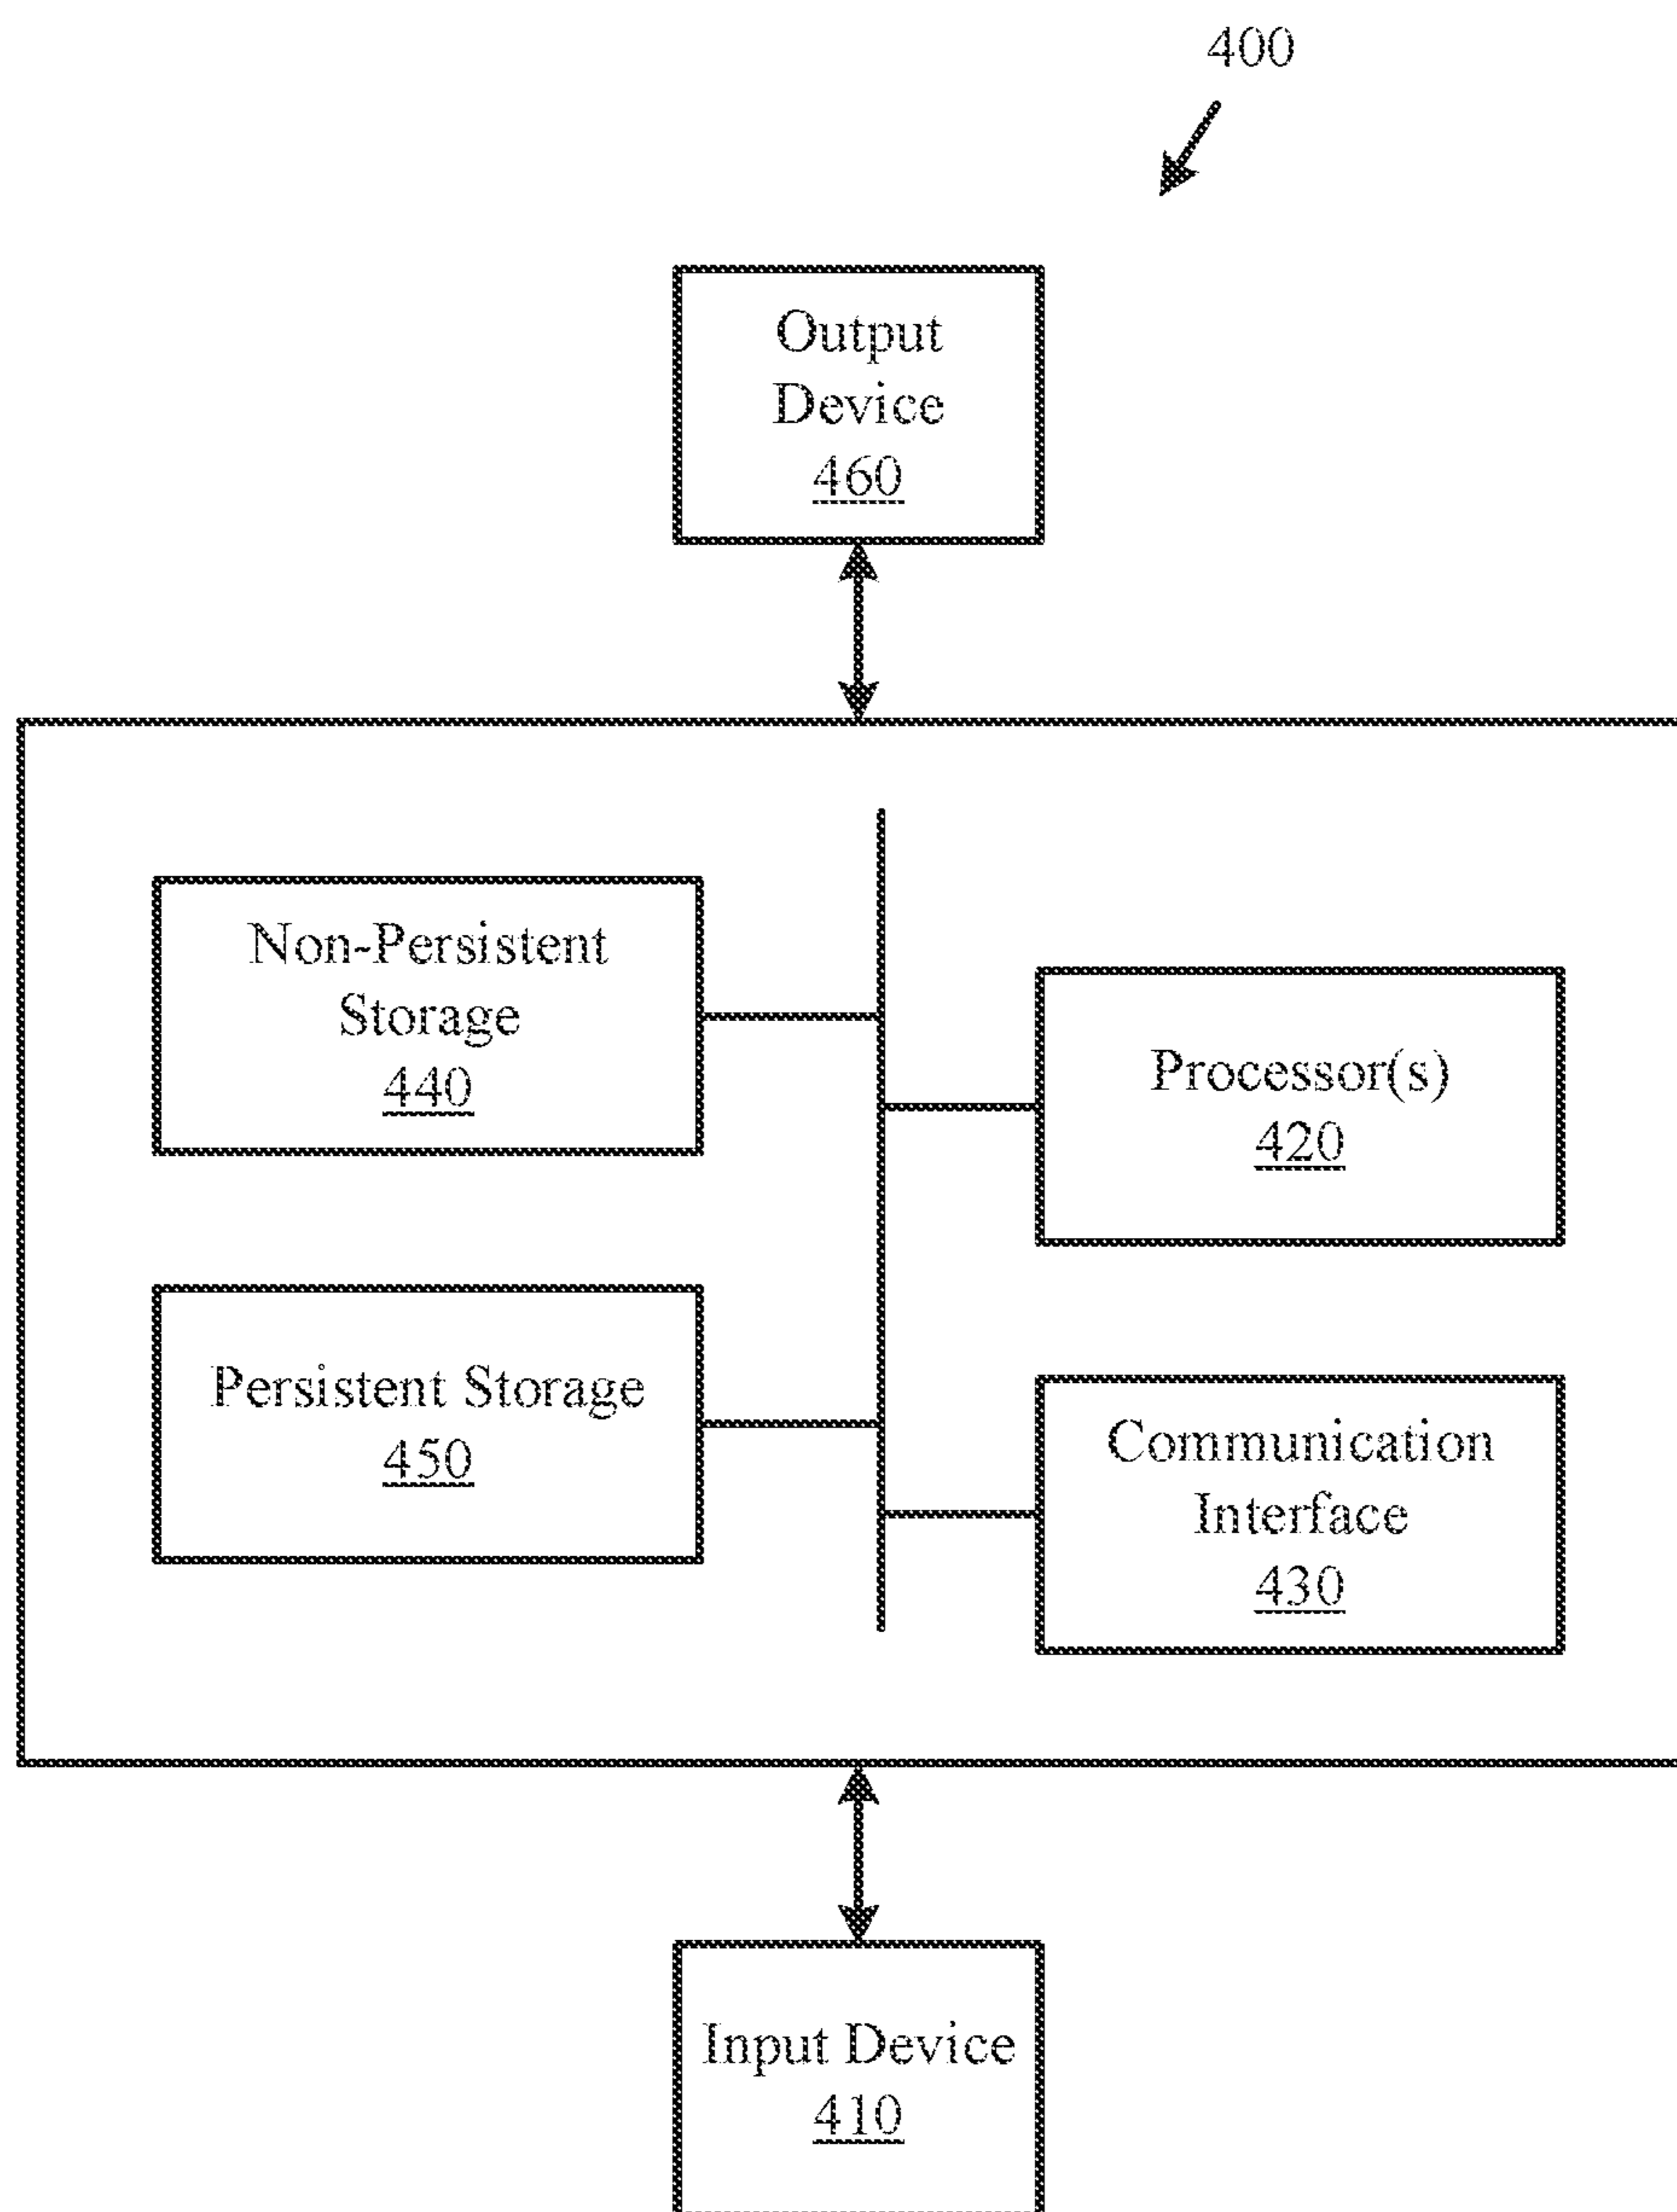 400
Output
Device
460
Non-Persistent
Storage
440
Processor(s)
420
Persistent Storage
450
Communication
Interface
430
Input Device
410